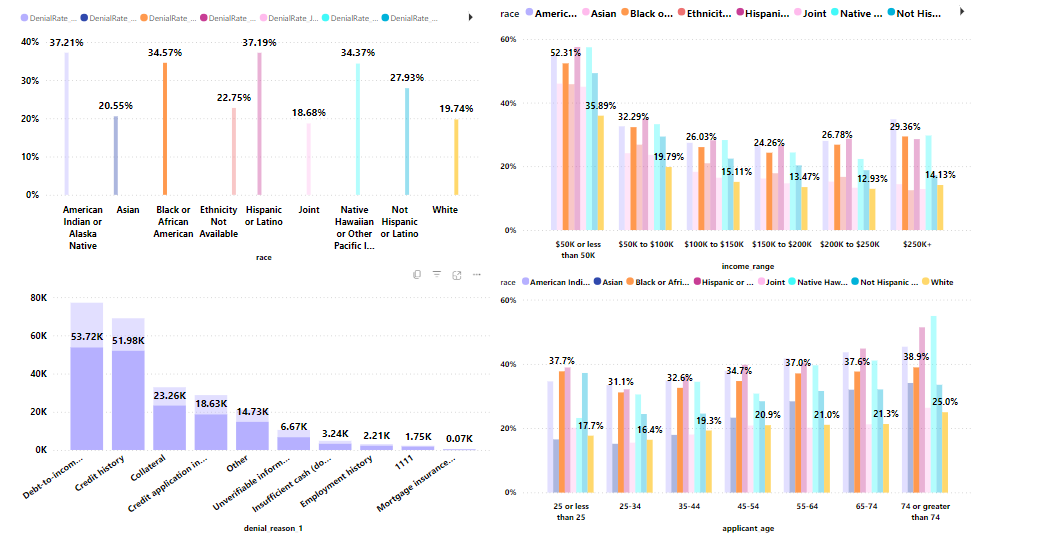 DenialRate ... DenialRate ... DenialRate ... DenialRate ... DenialRate J... DenialRate ... DenialRate ...
40%
30%
20%
10%
0%
37.21%
20.55%
34.57%
22.75%
37.19%
18.68%
34.37%
27.93%
19.74%
American Indian or Alaska Native
Asian
Black or African American
Ethnicity Not Available
Hispanic or Latino
Joint
Native Hawaiian or Other Pacific I...
Not Hispanic or Latino
White
race
race Americ... Asian Black o... Ethnicit... Hispani... Joint Native ... Not His...
60%
40%
20%
0%
52.31%
35.89%
32.29%
19.79%
26.03%
15.11%
24.26%
13.47%
26.78%
12.93%
29.36%
14.13%
$50K or less than 50K
$50K to $100K
$100K to $150K
$150K to $200K
$200K to $250K
$250K+
income_range
80K
60K
40K
20K
0K
53.72K
51.98K
23.26K
18.63K
14.73K
6.67K
3.24K
2.21K
1.75K
0.07K
Debt-to-incom...
Credit history
Collateral
Credit application in...
Other
Unverifiable inform...
Insufficient cash (do...
Employment history
1111
Mortgage insurance...
denial_reason_1
race American Indi... Asian Black or Afri... Hispanic or ... Joint Native Haw... Not Hispanic ... White
60%
40%
20%
0%
37.7%
17.7%
31.1%
16.4%
32.6%
19.3%
34.7%
20.9%
37.0%
21.0%
37.6%
21.3%
38.9%
25.0%
25 or less than 25
25-34
35-44
45-54
55-64
65-74
74 or greater than 74
applicant_age